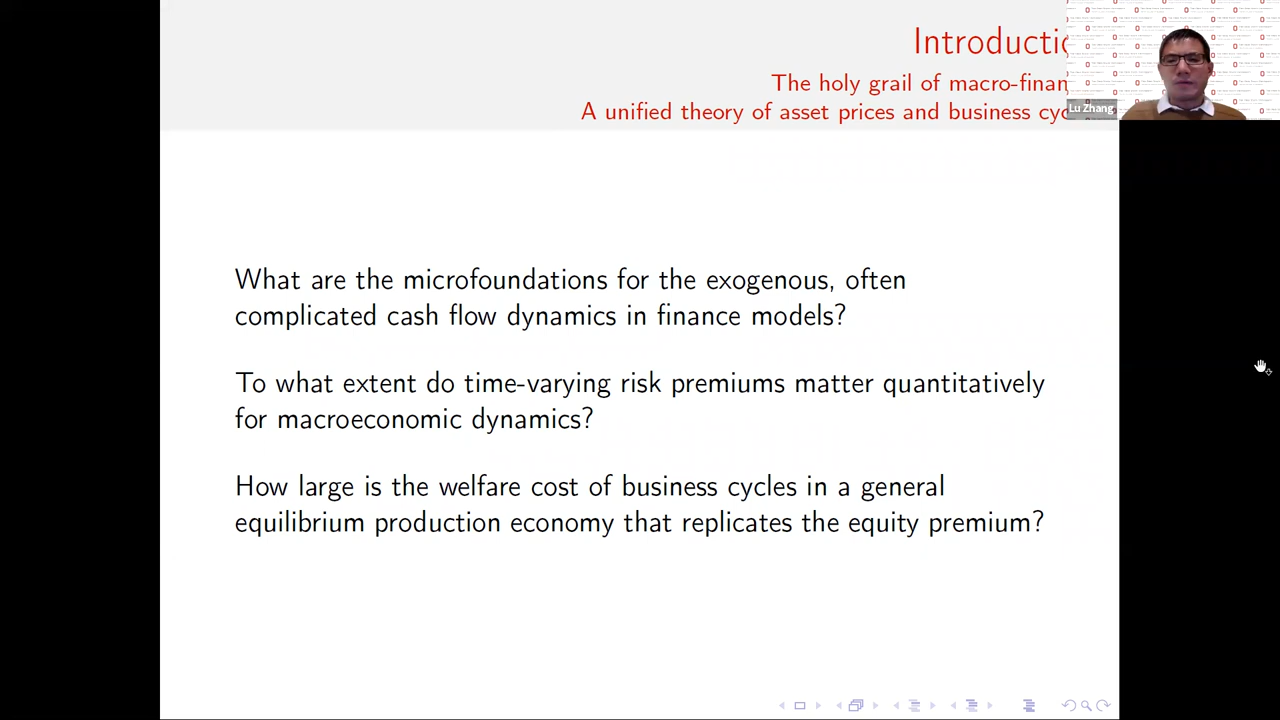 Introductio
The holy grail of macro-finan
A unified theory of asset prices and business cyc
Lu Zhang
What are the microfoundations for the exogenous, often
complicated cash flow dynamics in finance models?
To what extent do time-varying risk premiums matter quantitatively
for macroeconomic dynamics?
How large is the welfare cost of business cycles in a general
equilibrium production economy that replicates the equity premium?